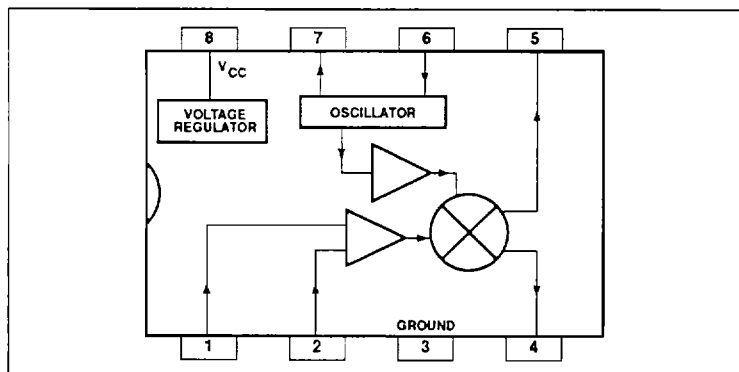 8 7 6 5
VCC
VOLTAGE
REGULATOR
OSCILLATOR
GROUND
1 2 3 4